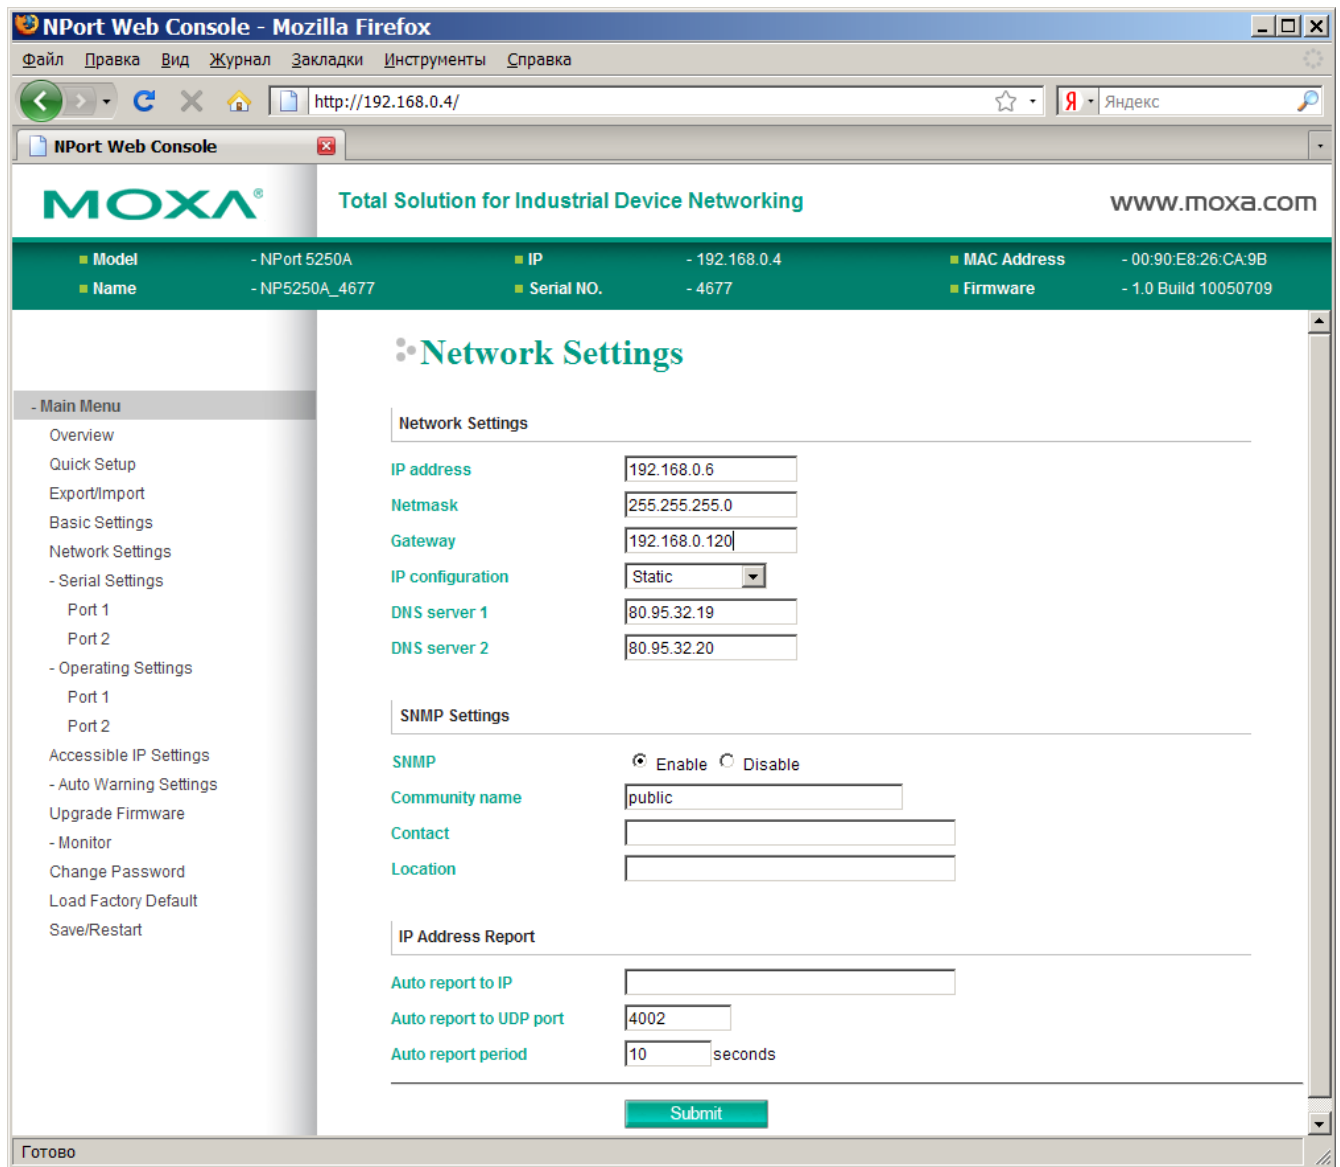 NPort Web Console - Mozilla Firefox
Файл Правка Вид Журнал Закладки Инструменты Справка
http://192.168.0.4/ Я Яндекс
NPort Web Console
MOXA® Total Solution for Industrial Device Networking www.moxa.com
Model - NPort 5250A IP - 192.168.0.4 MAC Address - 00:90:E8:26:CA:9B
Name - NP5250A_4677 Serial NO. - 4677 Firmware - 1.0 Build 10050709
- Main Menu
Overview
Quick Setup
Export/Import
Basic Settings
Network Settings
- Serial Settings
Port 1
Port 2
- Operating Settings
Port 1
Port 2
Accessible IP Settings
- Auto Warning Settings
Upgrade Firmware
- Monitor
Change Password
Load Factory Default
Save/Restart
Network Settings
Network Settings
IP address 192.168.0.6
Netmask 255.255.255.0
Gateway 192.168.0.120
IP configuration Static
DNS server 1 80.95.32.19
DNS server 2 80.95.32.20
SNMP Settings
SNMP Enable Disable
Community name public
Contact
Location
IP Address Report
Auto report to IP
Auto report to UDP port 4002
Auto report period 10 seconds
Submit
Готово